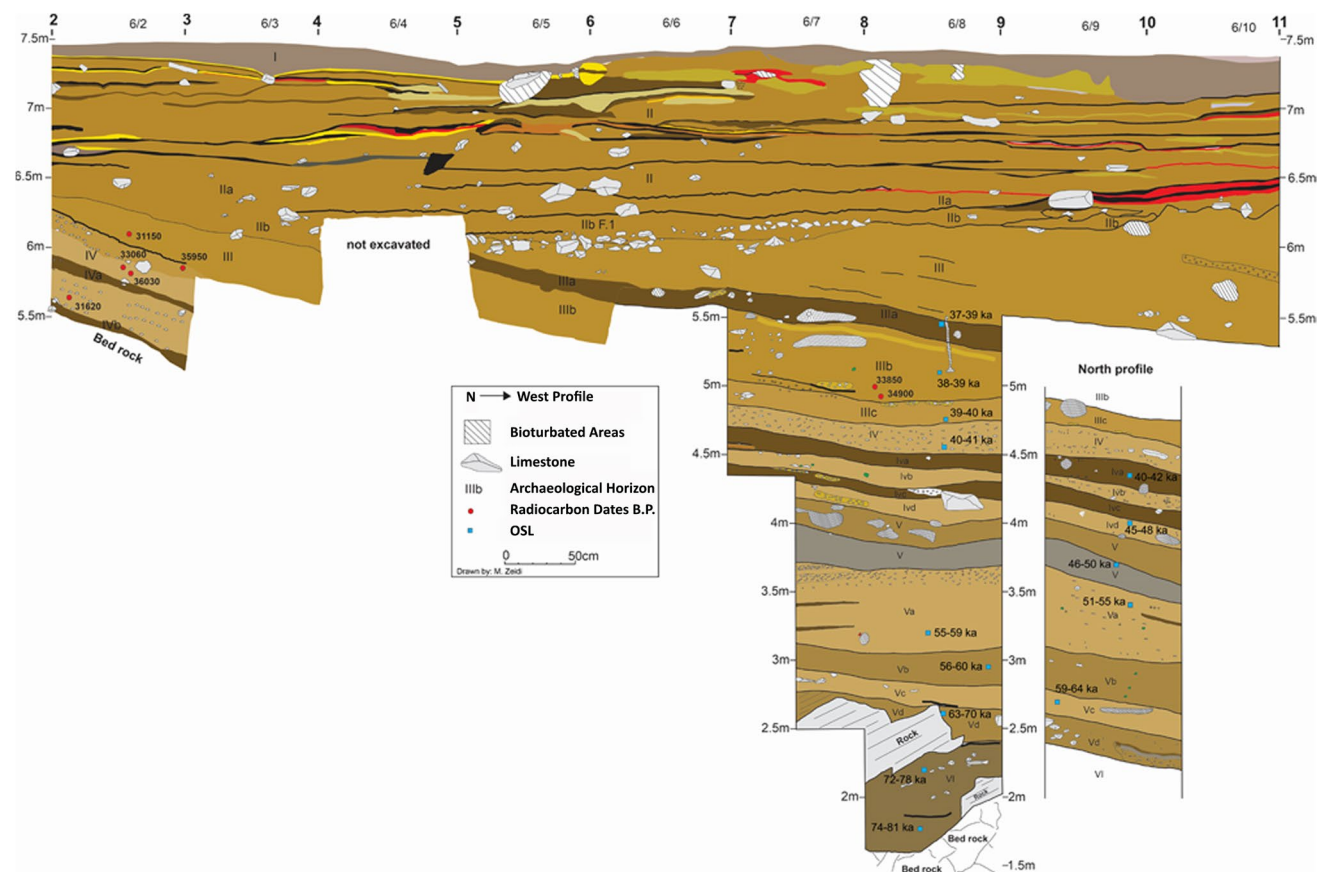 2 6/2 3 6/3 4 6/4 5 6/5 6 6/6 7 6/7 8 6/8 9 6/9 10 6/10 11
7.5m 7.5m
I
7m 7m
II
6.5m II 6.5m
IIa IIa
IIb IIb F.1 IIb IIb
31150 not excavated
6m 6m
IV 33060 35950 III III
IVa 36030
IIIa
31620 IIIb IIIa 37-39 ka
5.5m IVb 5.5m 5.5m 5.5m
Bed rock
North profile
IIIb
33850 38-39 ka
5m 34900 5m
IIIb
IIIc 39-40 ka IIIc
IV 40-41 ka IV
4.5m 4.5m
Iva Iva 40-42 ka
Ivb Ivb
Ivc Ivc
Ivd Ivd
4m 4m 45-48 ka
V V
V 46-50 ka V
3.5m 3.5m 51-55 ka
Va Va
55-59 ka
3m 3m
Vb 56-60 ka Vb
59-64 ka
Vc Vc
Vd 63-70 ka
2.5m Vd 2.5m Vd
Rock
72-78 ka VI VI
2m Rock 2m
74-81 ka
Bed rock
Bed rock 1.5m
N West Profile
Bioturbated Areas
Limestone
IIIb Archaeological Horizon
Radiocarbon Dates B.P.
OSL
0 50cm
Drawn by: M. Zeidi